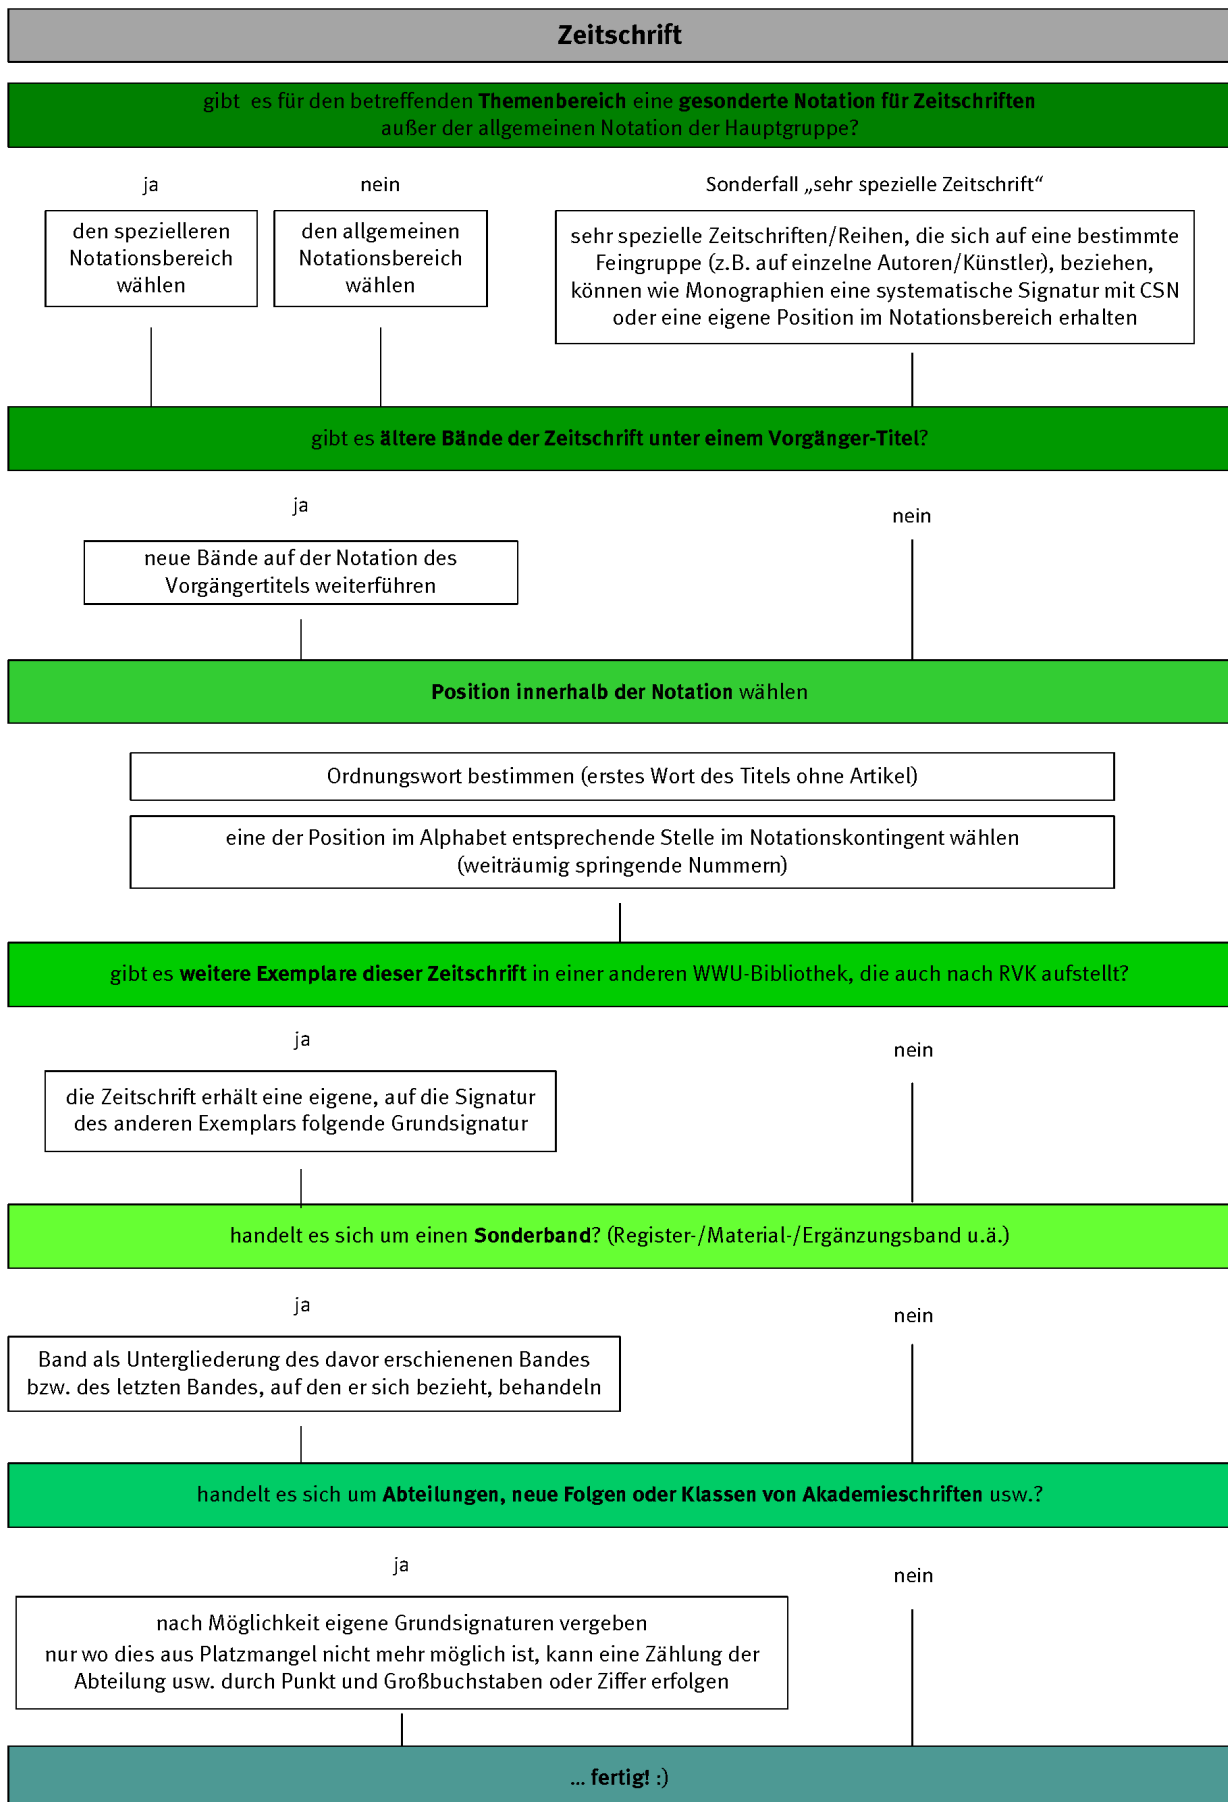 Zeitschrift
gibt es für den betreffenden Themenbereich eine gesonderte Notation für Zeitschriften
außer der allgemeinen Notation der Hauptgruppe?
ja
nein
Sonderfall „sehr spezielle Zeitschrift“
den spezielleren
Notationsbereich
wählen
den allgemeinen
Notationsbereich
wählen
sehr spezielle Zeitschriften/Reihen, die sich auf eine bestimmte
Feingruppe (z.B. auf einzelne Autoren/Künstler), beziehen,
können wie Monographien eine systematische Signatur mit CSN
oder eine eigene Position im Notationsbereich erhalten
gibt es ältere Bände der Zeitschrift unter einem Vorgänger-Titel?
ja
nein
neue Bände auf der Notation des
Vorgängertitels weiterführen
Position innerhalb der Notation wählen
Ordnungswort bestimmen (erstes Wort des Titels ohne Artikel)
eine der Position im Alphabet entsprechende Stelle im Notationskontingent wählen
(weiträumig springende Nummern)
gibt es weitere Exemplare dieser Zeitschrift in einer anderen WWU-Bibliothek, die auch nach RVK aufstellt?
ja
nein
die Zeitschrift erhält eine eigene, auf die Signatur
des anderen Exemplars folgende Grundsignatur
handelt es sich um einen Sonderband? (Register-/Material-/Ergänzungsband u.ä.)
ja
nein
Band als Untergliederung des davor erschienenen Bandes
bzw. des letzten Bandes, auf den er sich bezieht, behandeln
handelt es sich um Abteilungen, neue Folgen oder Klassen von Akademieschriften usw.?
ja
nein
nach Möglichkeit eigene Grundsignaturen vergeben
nur wo dies aus Platzmangel nicht mehr möglich ist, kann eine Zählung der
Abteilung usw. durch Punkt und Großbuchstaben oder Ziffer erfolgen
... fertig! :)